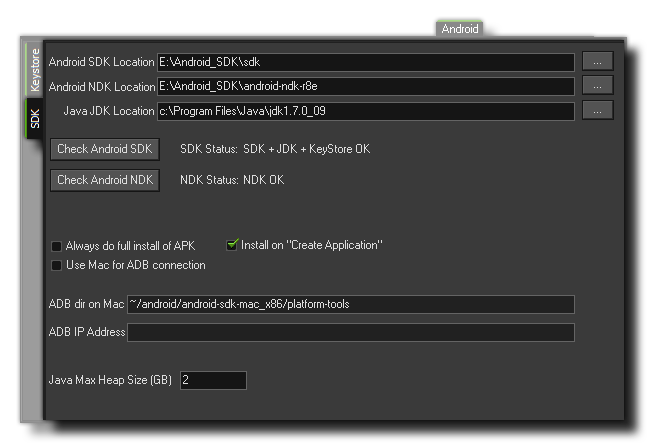 Android
Keystore
SDK
Android SDK Location E:\Android_SDK\sdk ...
Android NDK Location E:\Android_SDK\android-ndk-r8e ...
Java JDK Location c:\Program Files\Java\jdk1.7.0_09 ...
Check Android SDK SDK Status: SDK + JDK + KeyStore OK
Check Android NDK NDK Status: NDK OK
Always do full install of APK Install on "Create Application"
Use Mac for ADB connection
ADB dir on Mac ~/android/android-sdk-mac_x86/platform-tools
ADB IP Address
Java Max Heap Size (GB) 2